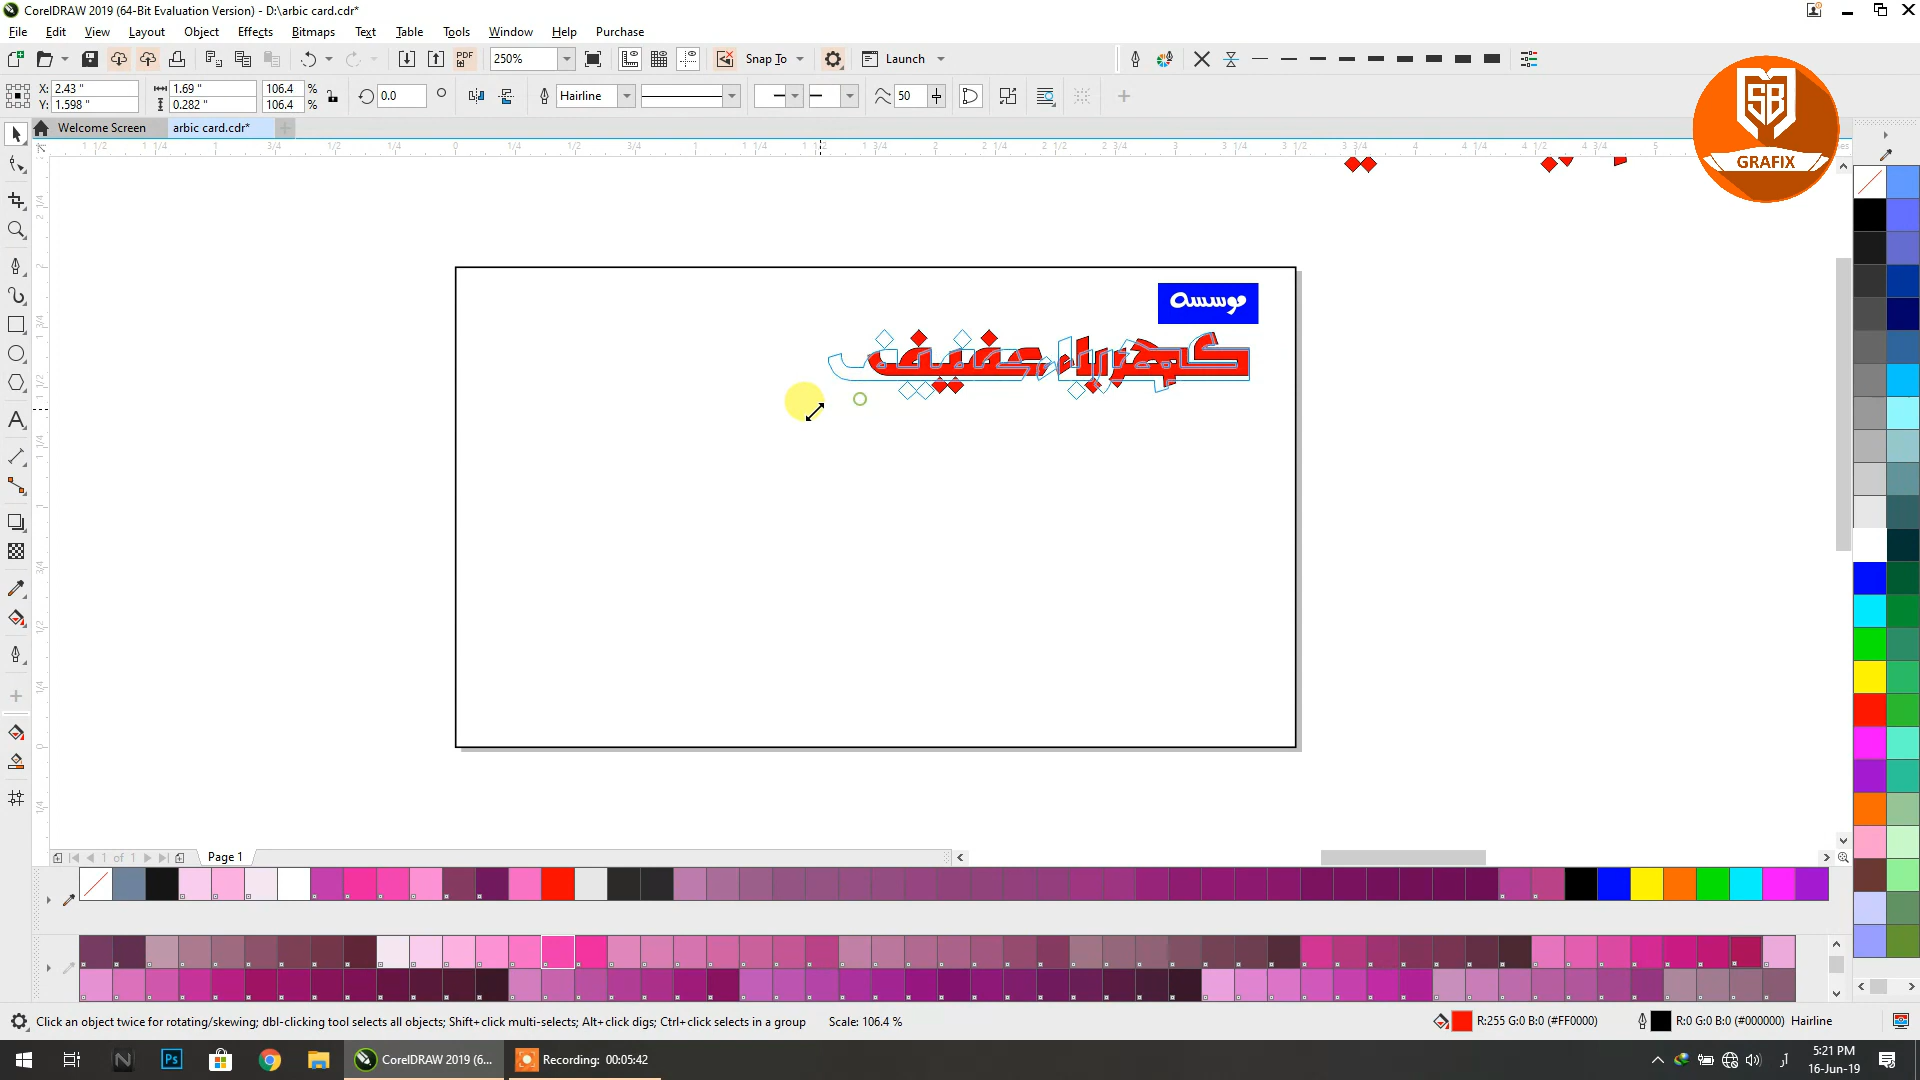 CorelDRAW 2019 (64-Bit Evaluation Version) - D:\arbic card.cdr*
File Edit View Layout Object Effects Bitmaps Text Table Tools Window Help Purchase
PDF 250% Snap To Launch
X: 2.43 " 1.69 " 106.4 % 0.0 Hairline 50
Y: 1.598 " 0.282 " 106.4 %
Welcome Screen arbic card.cdr*
SB
GRAFIX
موسسه
1 of 1 Page 1
Click an object twice for rotating/skewing; dbl-clicking tool selects all objects; Shift+click multi-selects; Alt+click digs; Ctrl+click selects in a group Scale: 106.4 % R:255 G:0 B:0 (#FF0000) R:0 G:0 B:0 (#000000) Hairline
CorelDRAW 2019 (6... Recording: 00:05:42
5:21 PM
16-Jun-19